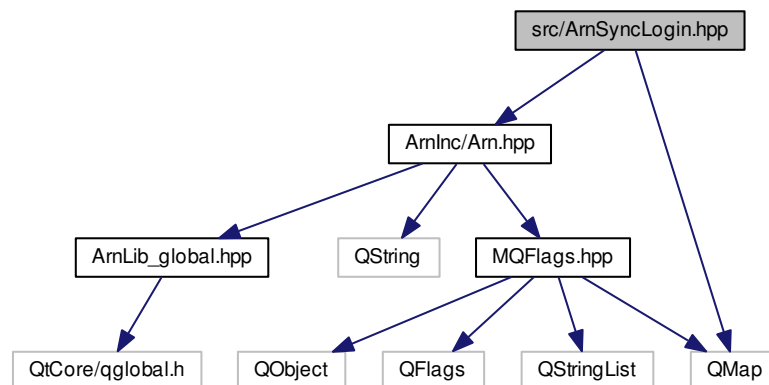 src/ArnSyncLogin.hpp
ArnInc/Arn.hpp
ArnLib_global.hpp
QString
MQFlags.hpp
QtCore/qglobal.h
QObject
QFlags
QStringList
QMap